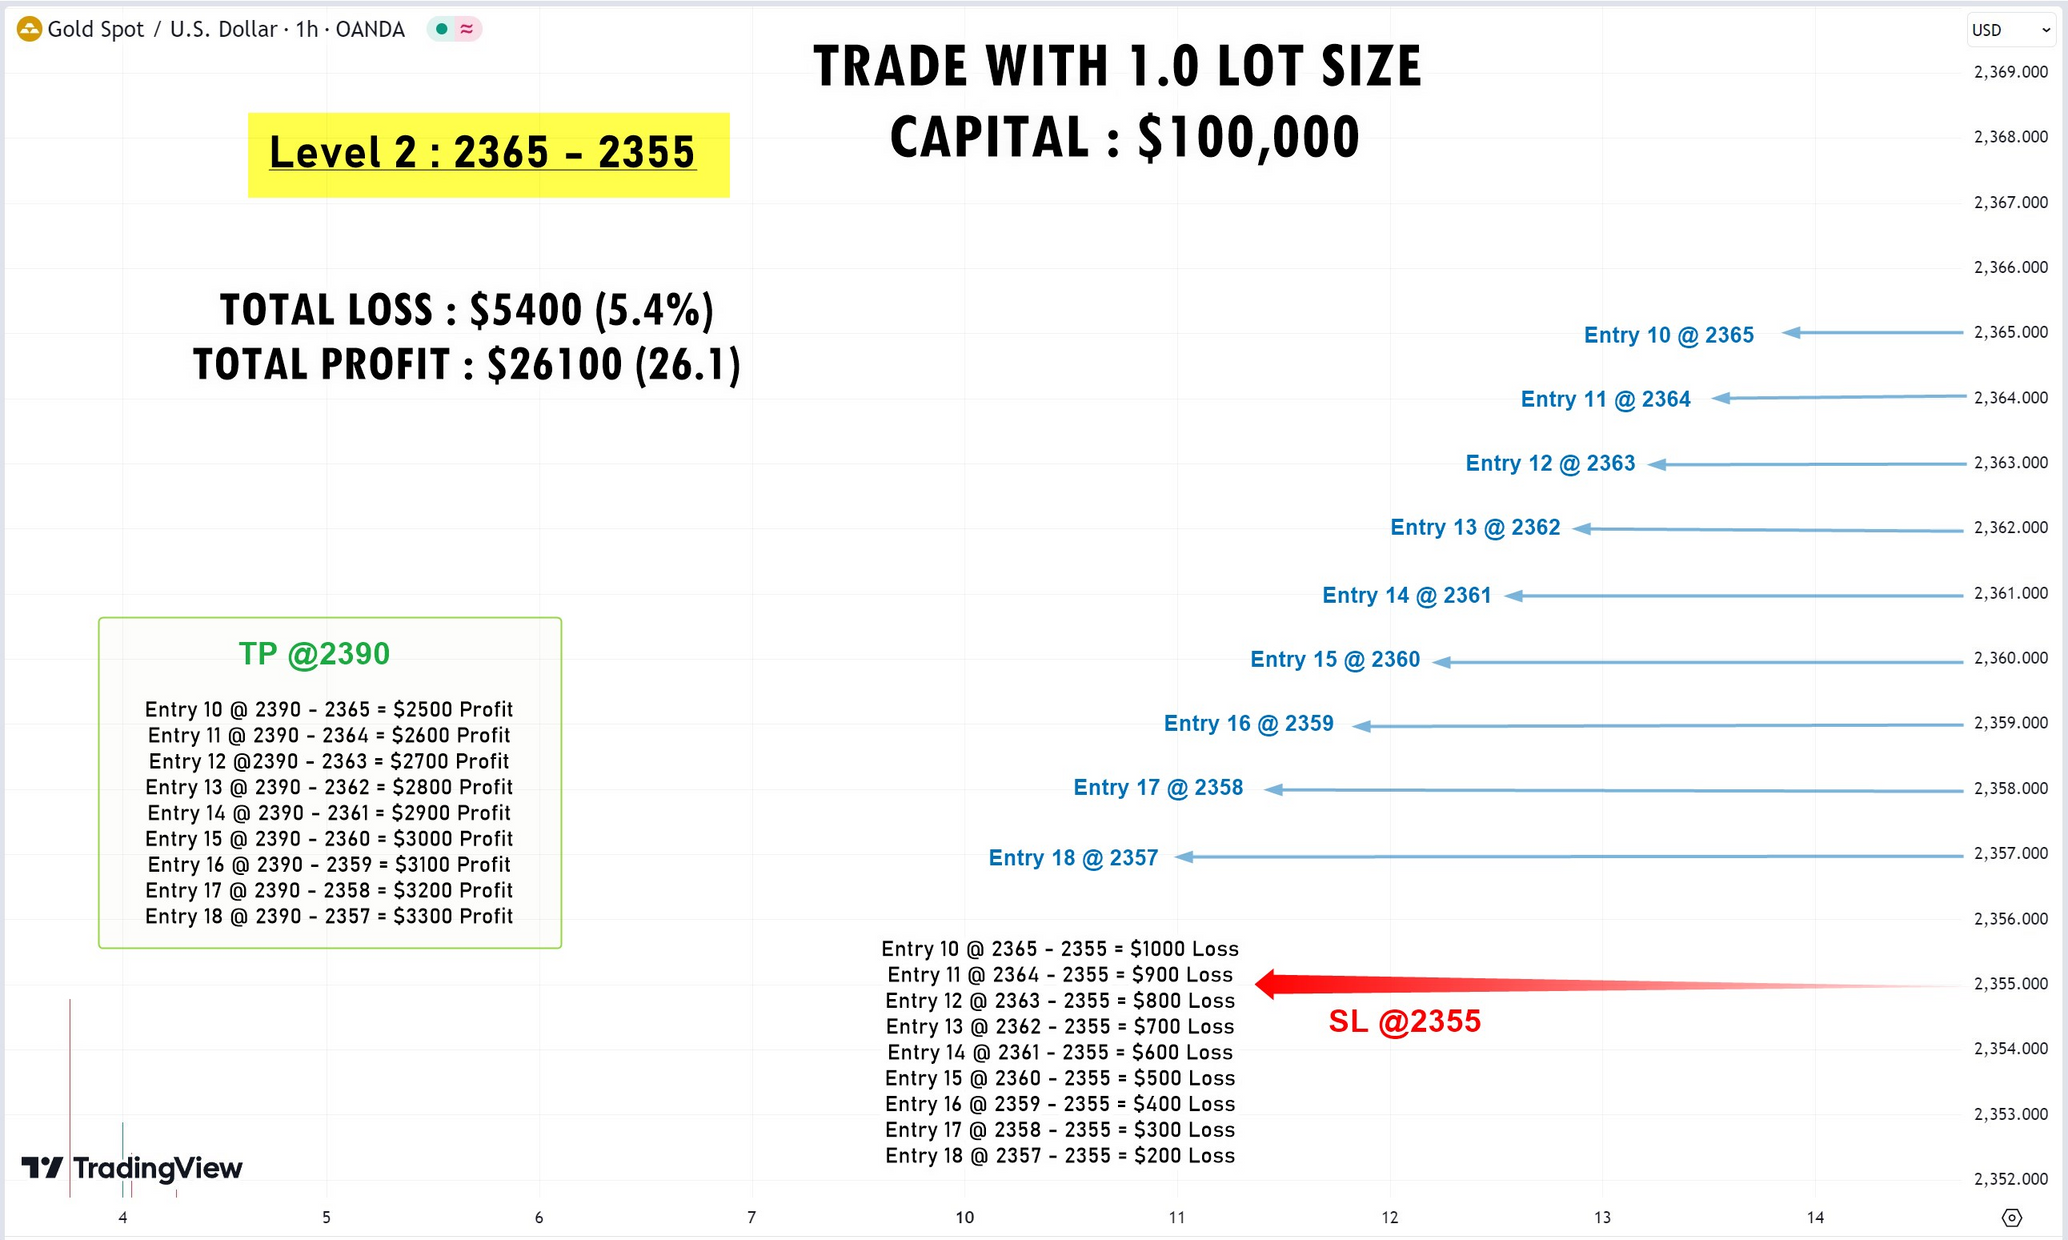 Gold Spot / U.S. Dollar · 1h · OANDA
≈
USD
TRADE WITH 1.0 LOT SIZE
CAPITAL : $100,000
Level 2 : 2365 - 2355
TOTAL LOSS : $5400 (5.4%)
TOTAL PROFIT : $26100 (26.1)
2,369.000
2,368.000
2,367.000
2,366.000
2,365.000
2,364.000
2,363.000
2,362.000
2,361.000
2,360.000
2,359.000
2,358.000
2,357.000
2,356.000
2,355.000
2,354.000
2,353.000
2,352.000
Entry 10 @ 2365
Entry 11 @ 2364
Entry 12 @ 2363
Entry 13 @ 2362
Entry 14 @ 2361
Entry 15 @ 2360
Entry 16 @ 2359
Entry 17 @ 2358
Entry 18 @ 2357
TP @2390
Entry 10 @ 2390 - 2365 = $2500 Profit
Entry 11 @ 2390 - 2364 = $2600 Profit
Entry 12 @2390 - 2363 = $2700 Profit
Entry 13 @ 2390 - 2362 = $2800 Profit
Entry 14 @ 2390 - 2361 = $2900 Profit
Entry 15 @ 2390 - 2360 = $3000 Profit
Entry 16 @ 2390 - 2359 = $3100 Profit
Entry 17 @ 2390 - 2358 = $3200 Profit
Entry 18 @ 2390 - 2357 = $3300 Profit
Entry 10 @ 2365 - 2355 = $1000 Loss
Entry 11 @ 2364 - 2355 = $900 Loss
Entry 12 @ 2363 - 2355 = $800 Loss
Entry 13 @ 2362 - 2355 = $700 Loss
Entry 14 @ 2361 - 2355 = $600 Loss
Entry 15 @ 2360 - 2355 = $500 Loss
Entry 16 @ 2359 - 2355 = $400 Loss
Entry 17 @ 2358 - 2355 = $300 Loss
Entry 18 @ 2357 - 2355 = $200 Loss
SL @2355
TradingView
4 5 6 7 10 11 12 13 14